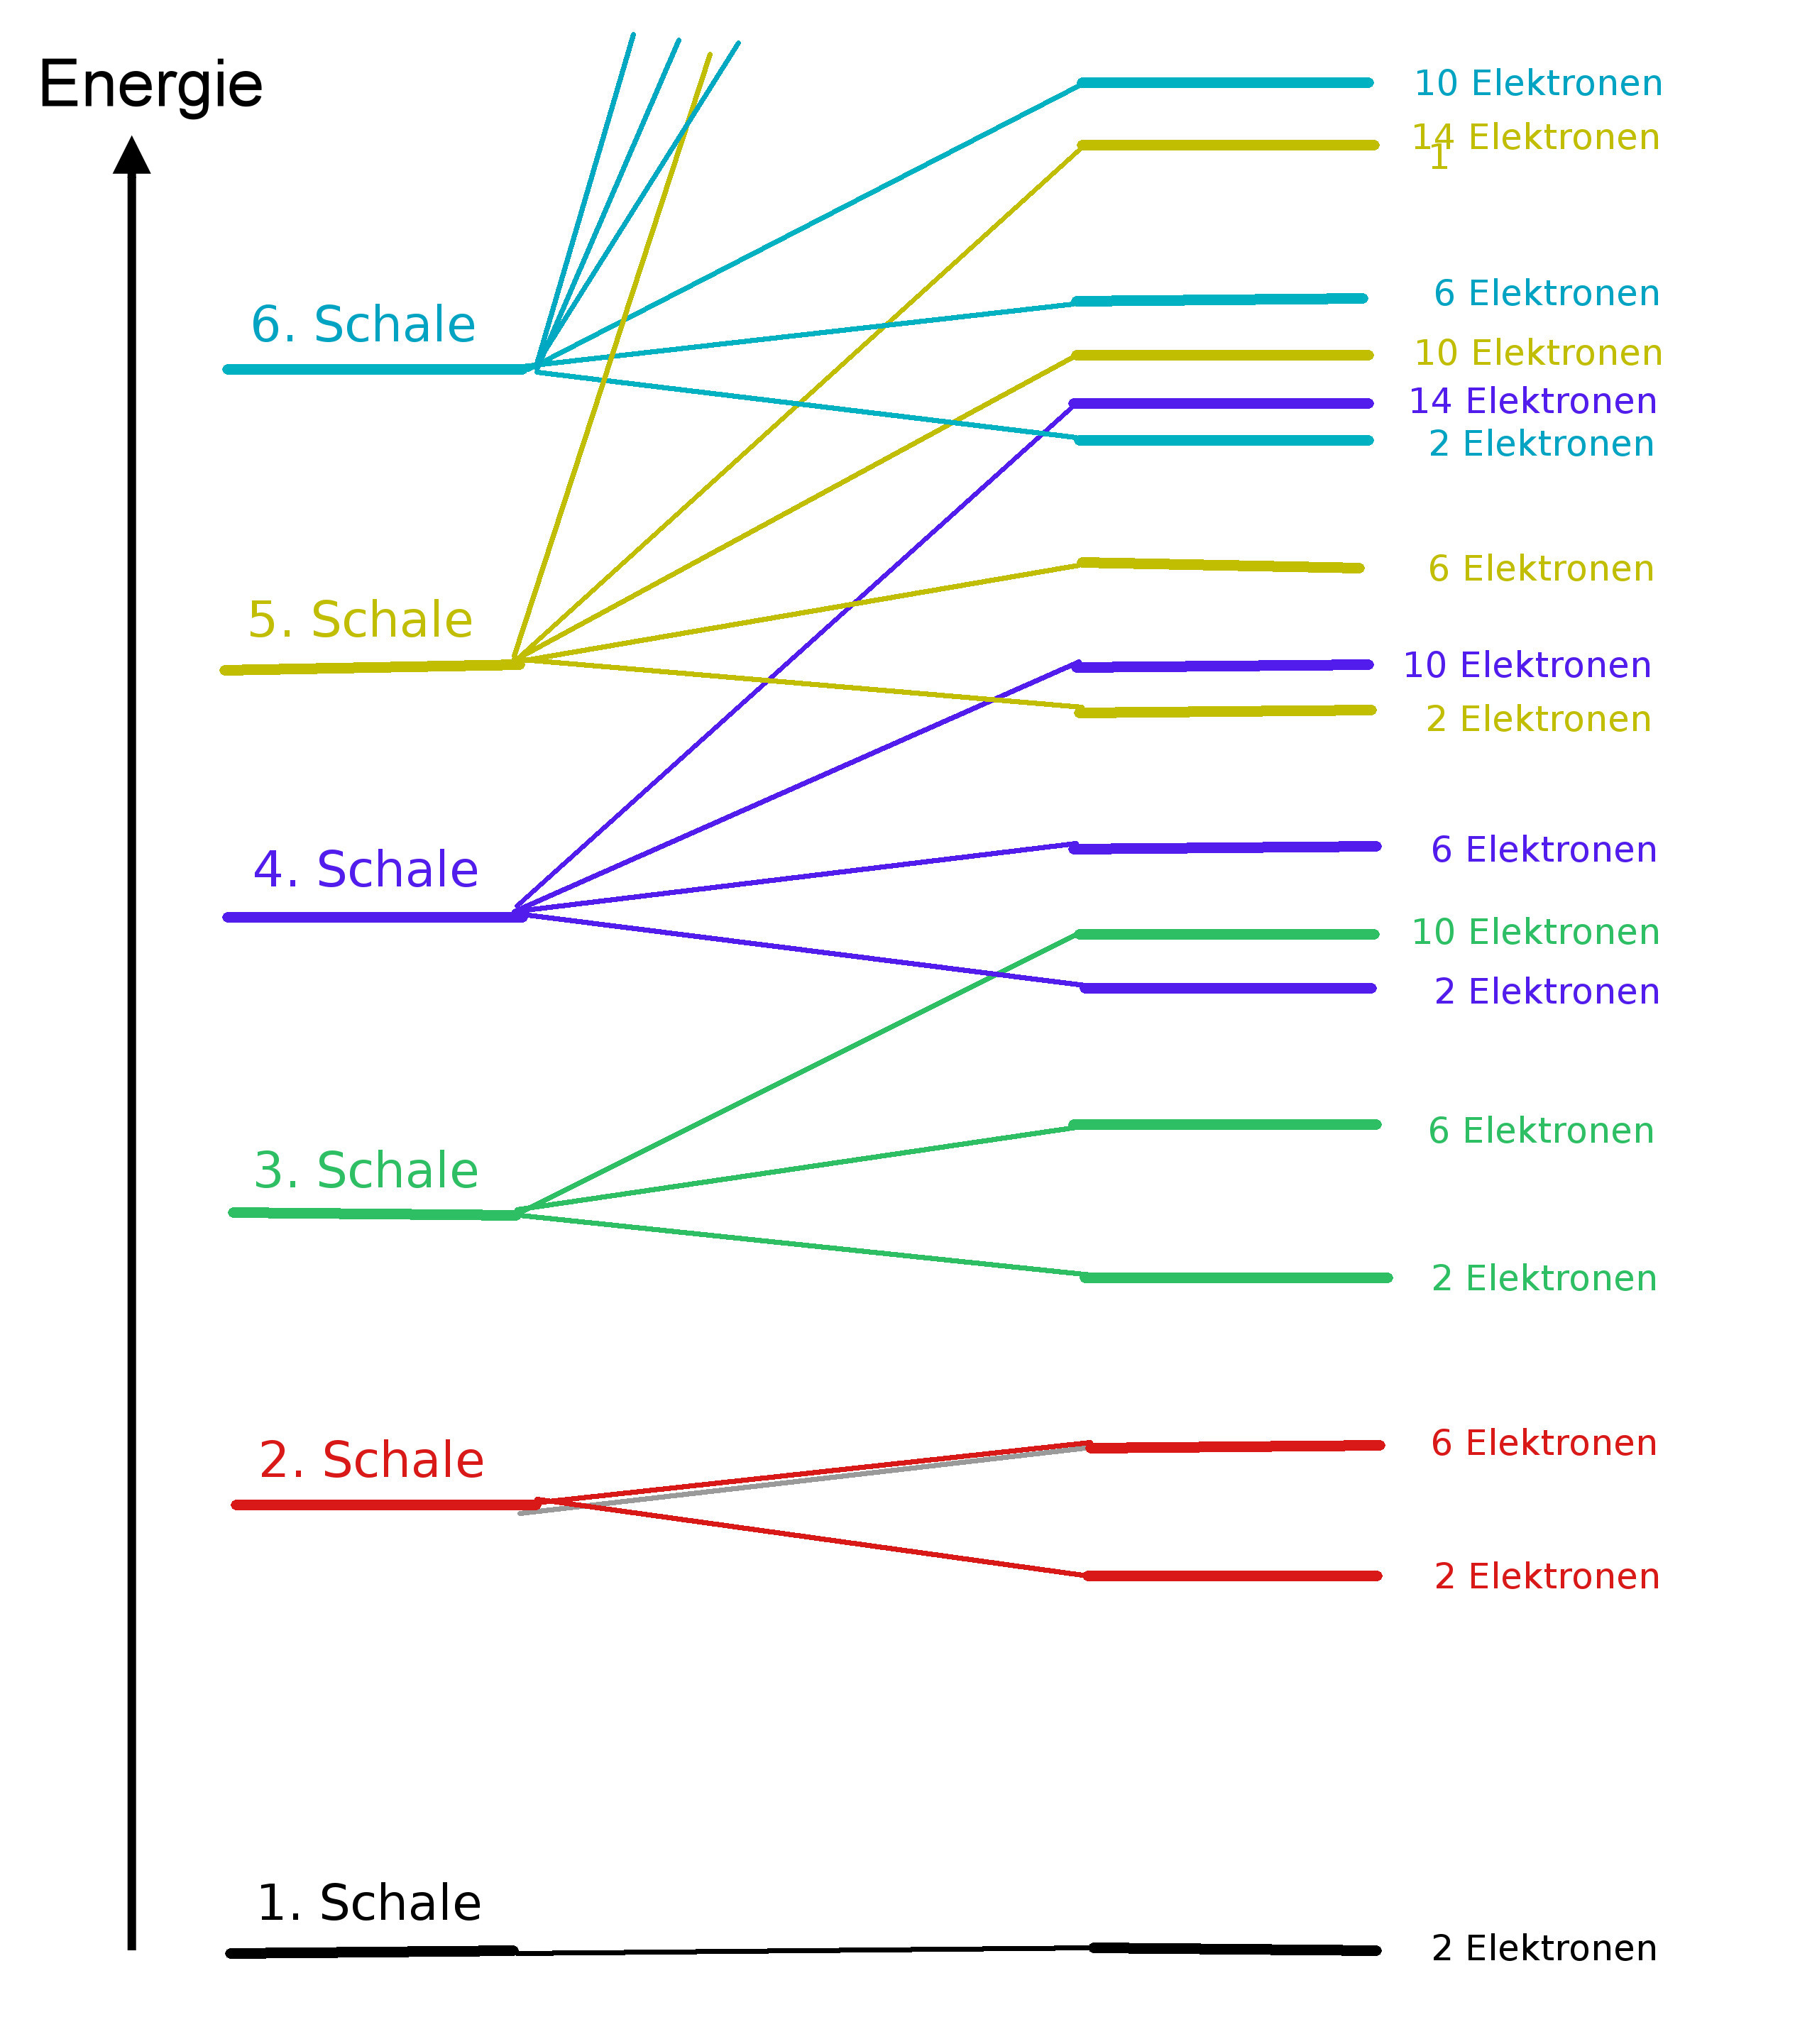 Energie
10 Elektronen
14 Elektronen
1
6 Elektronen
6. Schale
10 Elektronen
14 Elektronen
2 Elektronen
6 Elektronen
5. Schale
10 Elektronen
2 Elektronen
6 Elektronen
4. Schale
10 Elektronen
2 Elektronen
6 Elektronen
3. Schale
2 Elektronen
6 Elektronen
2. Schale
2 Elektronen
1. Schale
2 Elektronen